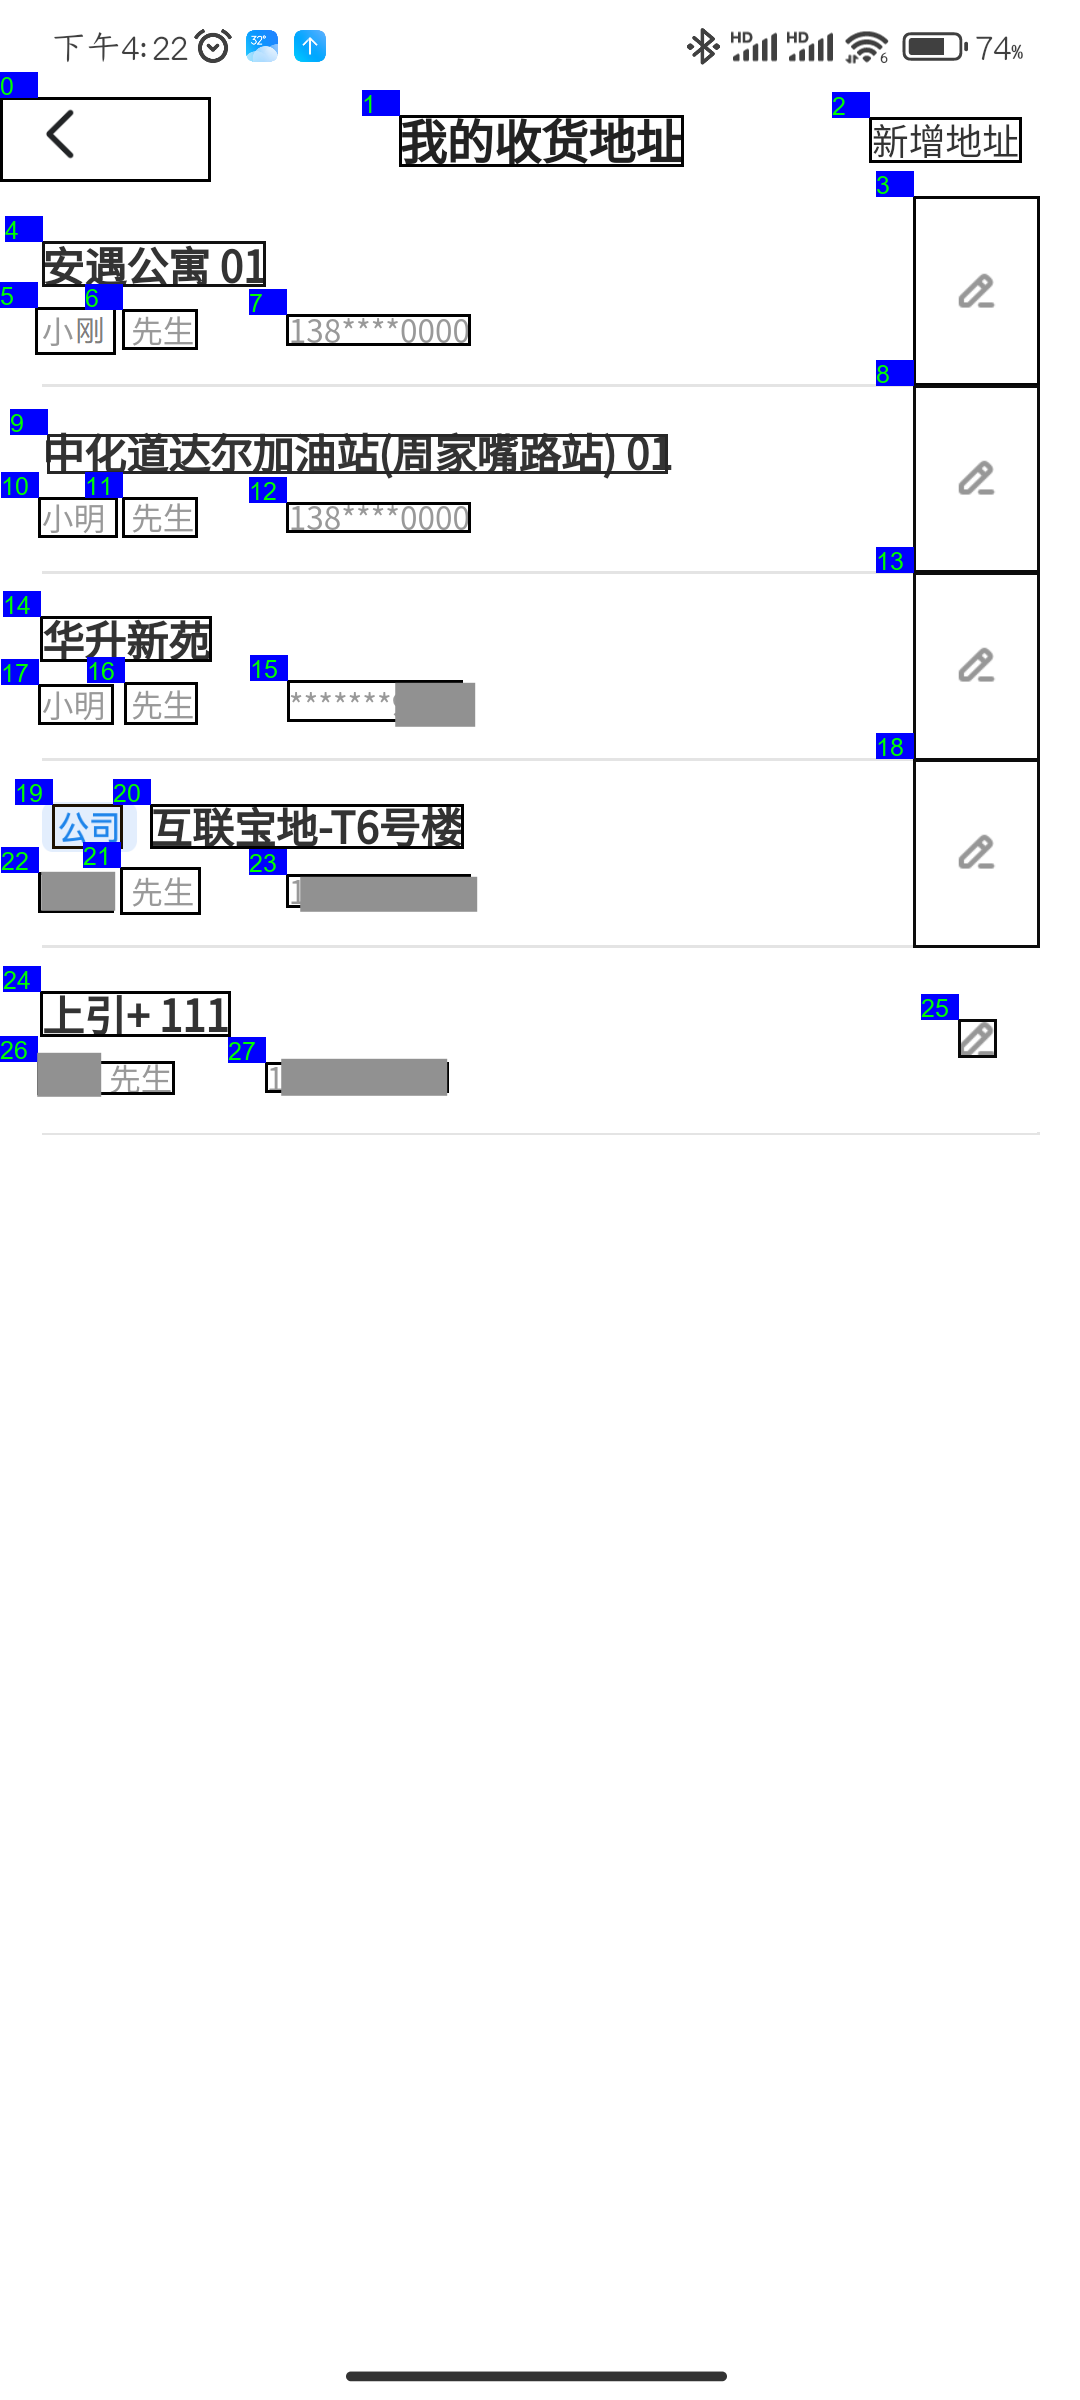 下午4:22 32° HD HD 6 74%
0
1
2
我的收货地址
新增地址
3
4
安遇公寓 01
5 6 7
小刚 先生 138****0000
8
9
中化道达尔加油站(周家嘴路站) 01
10 11 12
小明 先生 138****0000
13
14
华升新苑
17 16 15
小明 先生 *******
18
19 20
公司 互联宝地-T6号楼
22 21 23
先生 1
24
上引+ 111
25
26 27
先生 1